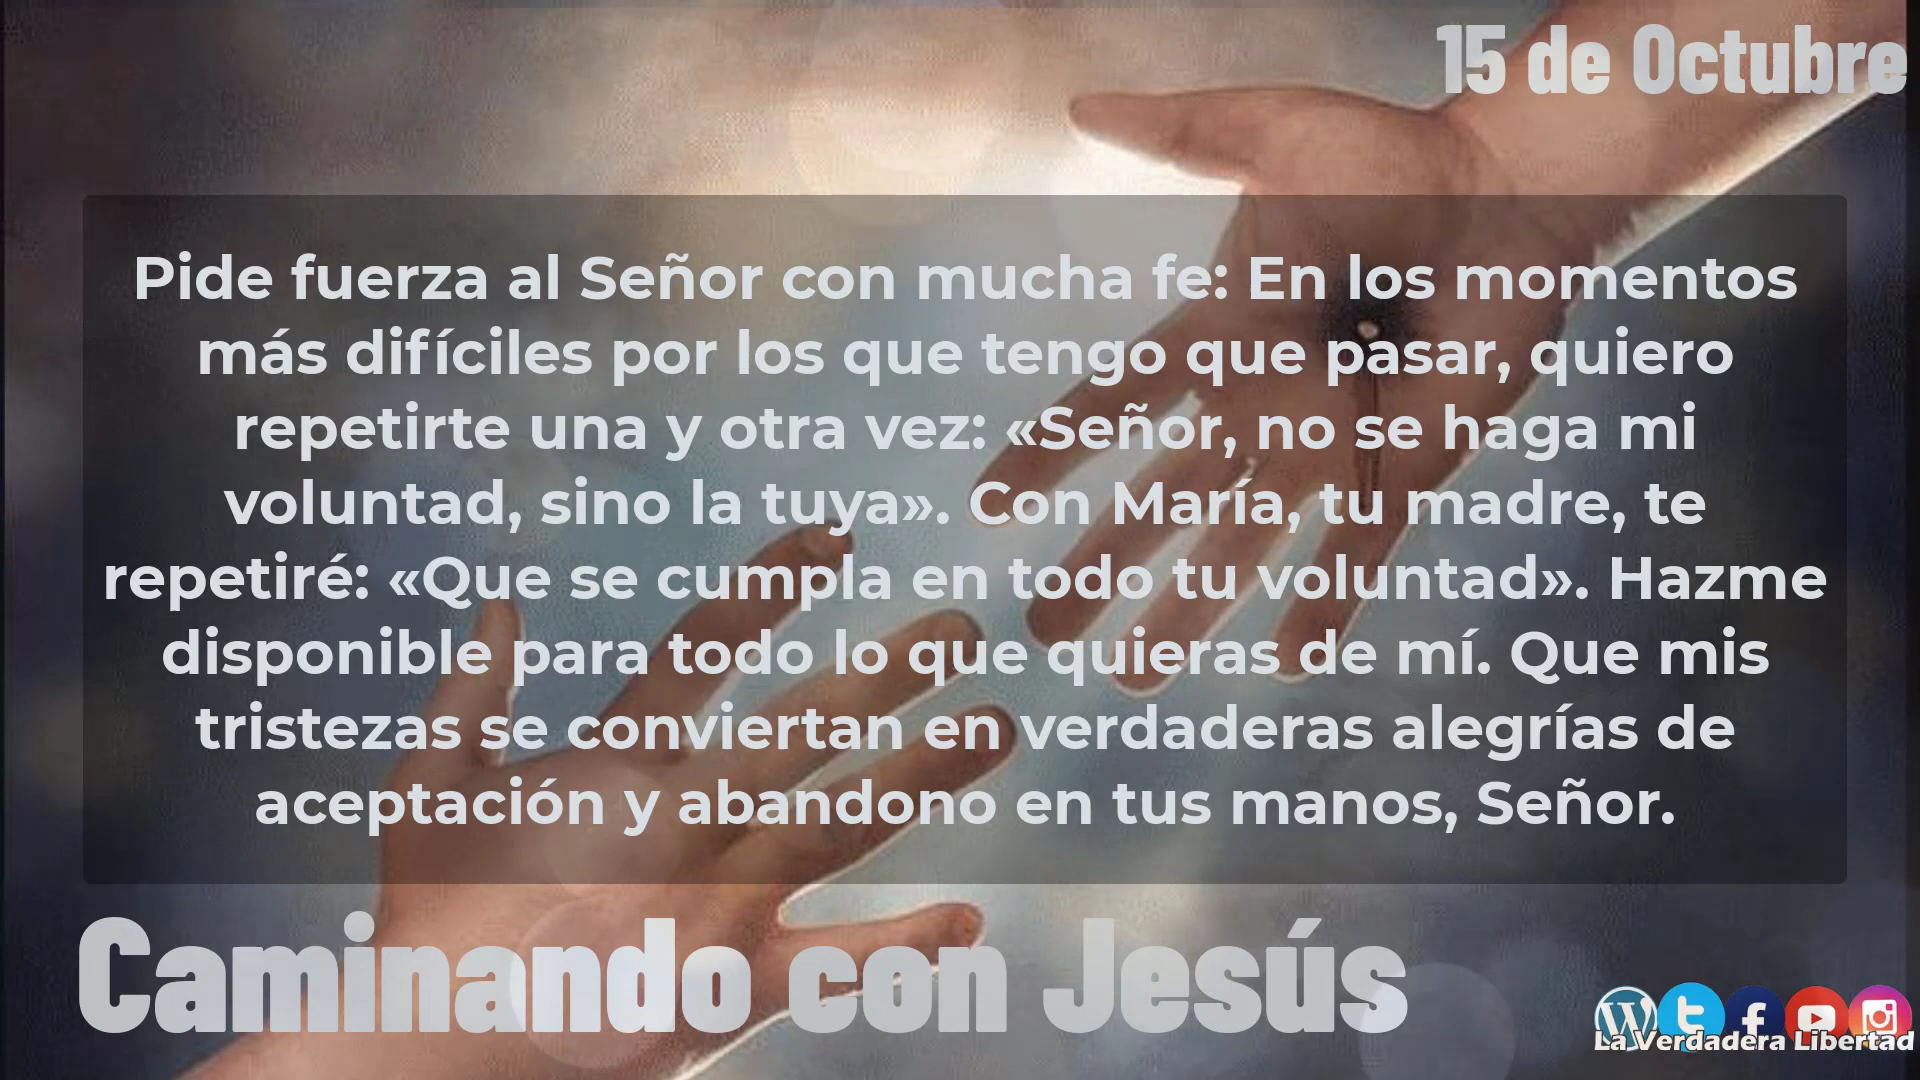 15 de Octubre
Pide fuerza al Señor con mucha fe: En los momentos
más difíciles por los que tengo que pasar, quiero
repetirte una y otra vez: «Señor, no se haga mi
voluntad, sino la tuya». Con María, tu madre, te
repetiré: «Que se cumpla en todo tu voluntad». Hazme
disponible para todo lo que quieras de mí. Que mis
tristezas se conviertan en verdaderas alegrías de
aceptación y abandono en tus manos, Señor.
Caminando con Jesús
La Verdadera Libertad